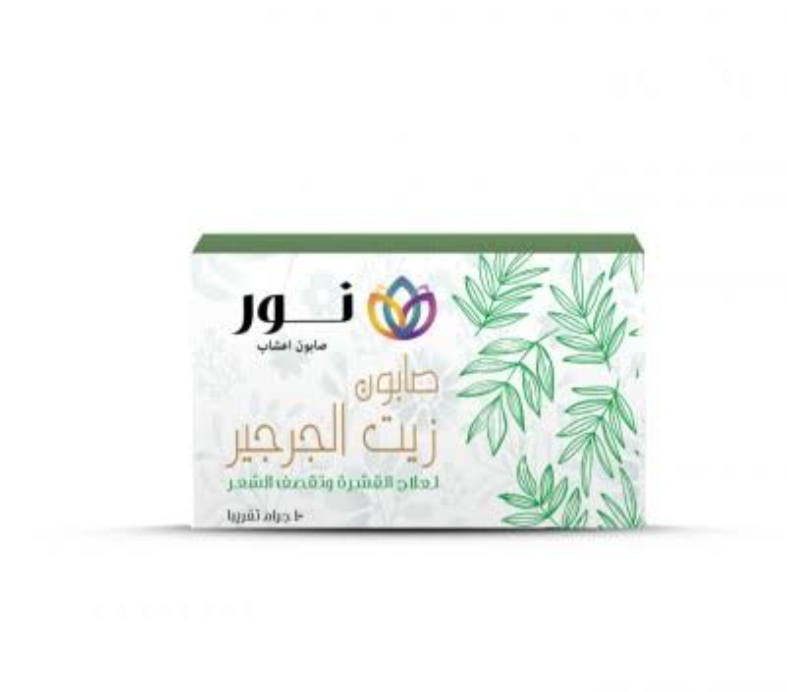 نــور
صابون اعشاب
صابون
زيت الجرجير
لعلاج القشرة وتقصف الشعر
جرام تقريبا